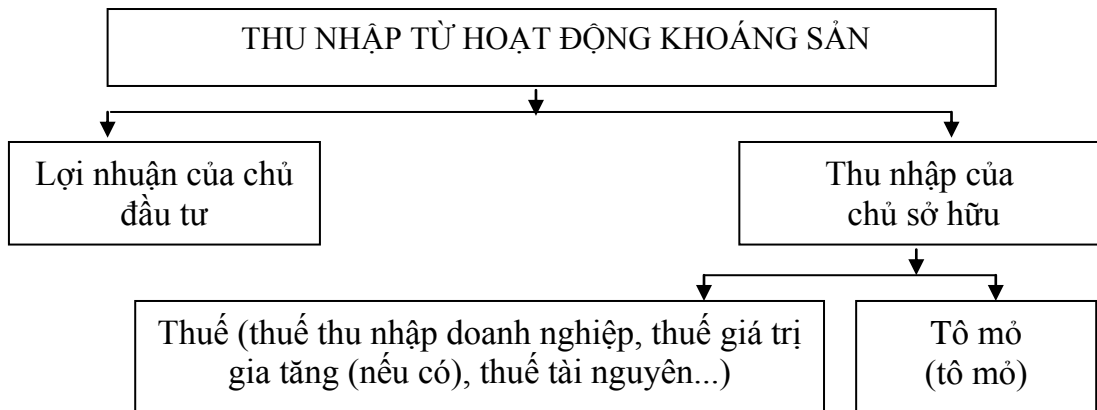 THU NHẬP TỪ HOẠT ĐỘNG KHOÁNG SẢN
Lợi nhuận của chủ
đầu tư
Thu nhập của
chủ sở hữu
Thuế (thuế thu nhập doanh nghiệp, thuế giá trị
gia tăng (nếu có), thuế tài nguyên...)
Tô mỏ
(tô mỏ)